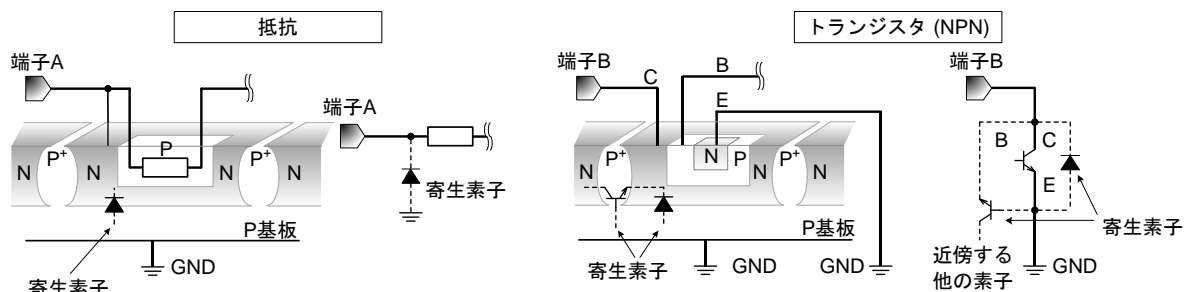 抵抗
トランジスタ (NPN)
端子A
端子A
P
N
P+
N
P+
N
N
寄生素子
P基板
GND
寄生素子
端子B
C
B
E
N
P+
N
N
P
P+
N
P基板
寄生素子
GND
GND
端子B
B
C
E
寄生素子
近傍する
他の素子
GND